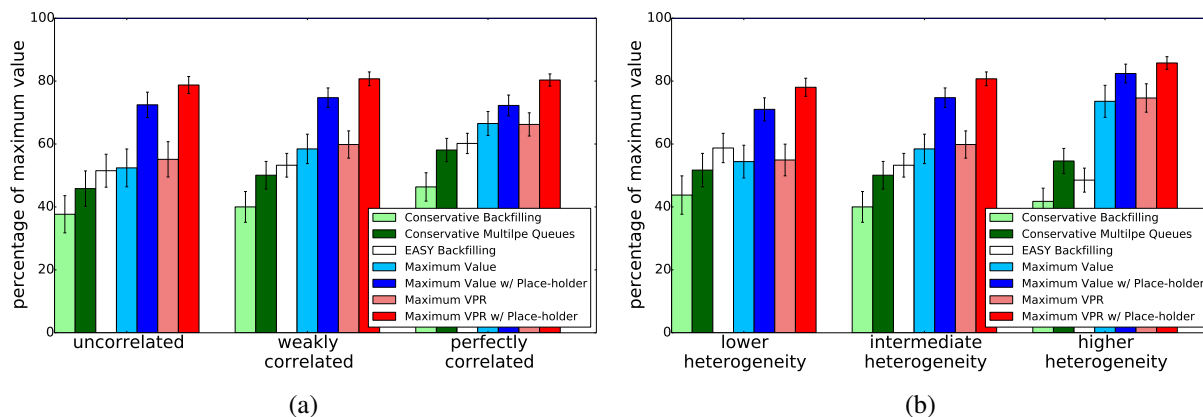 percentage of maximum value
100
80
60
40
20
0
Conservative Backfilling
Conservative Multilpe Queues
EASY Backfilling
Maximum Value
Maximum Value w/ Place-holder
Maximum VPR
Maximum VPR w/ Place-holder
uncorrelated
weakly
correlated
perfectly
correlated
(a)
percentage of maximum value
100
80
60
40
20
0
Conservative Backfilling
Conservative Multilpe Queues
EASY Backfilling
Maximum Value
Maximum Value w/ Place-holder
Maximum VPR
Maximum VPR w/ Place-holder
lower
heterogeneity
intermediate
heterogeneity
higher
heterogeneity
(b)